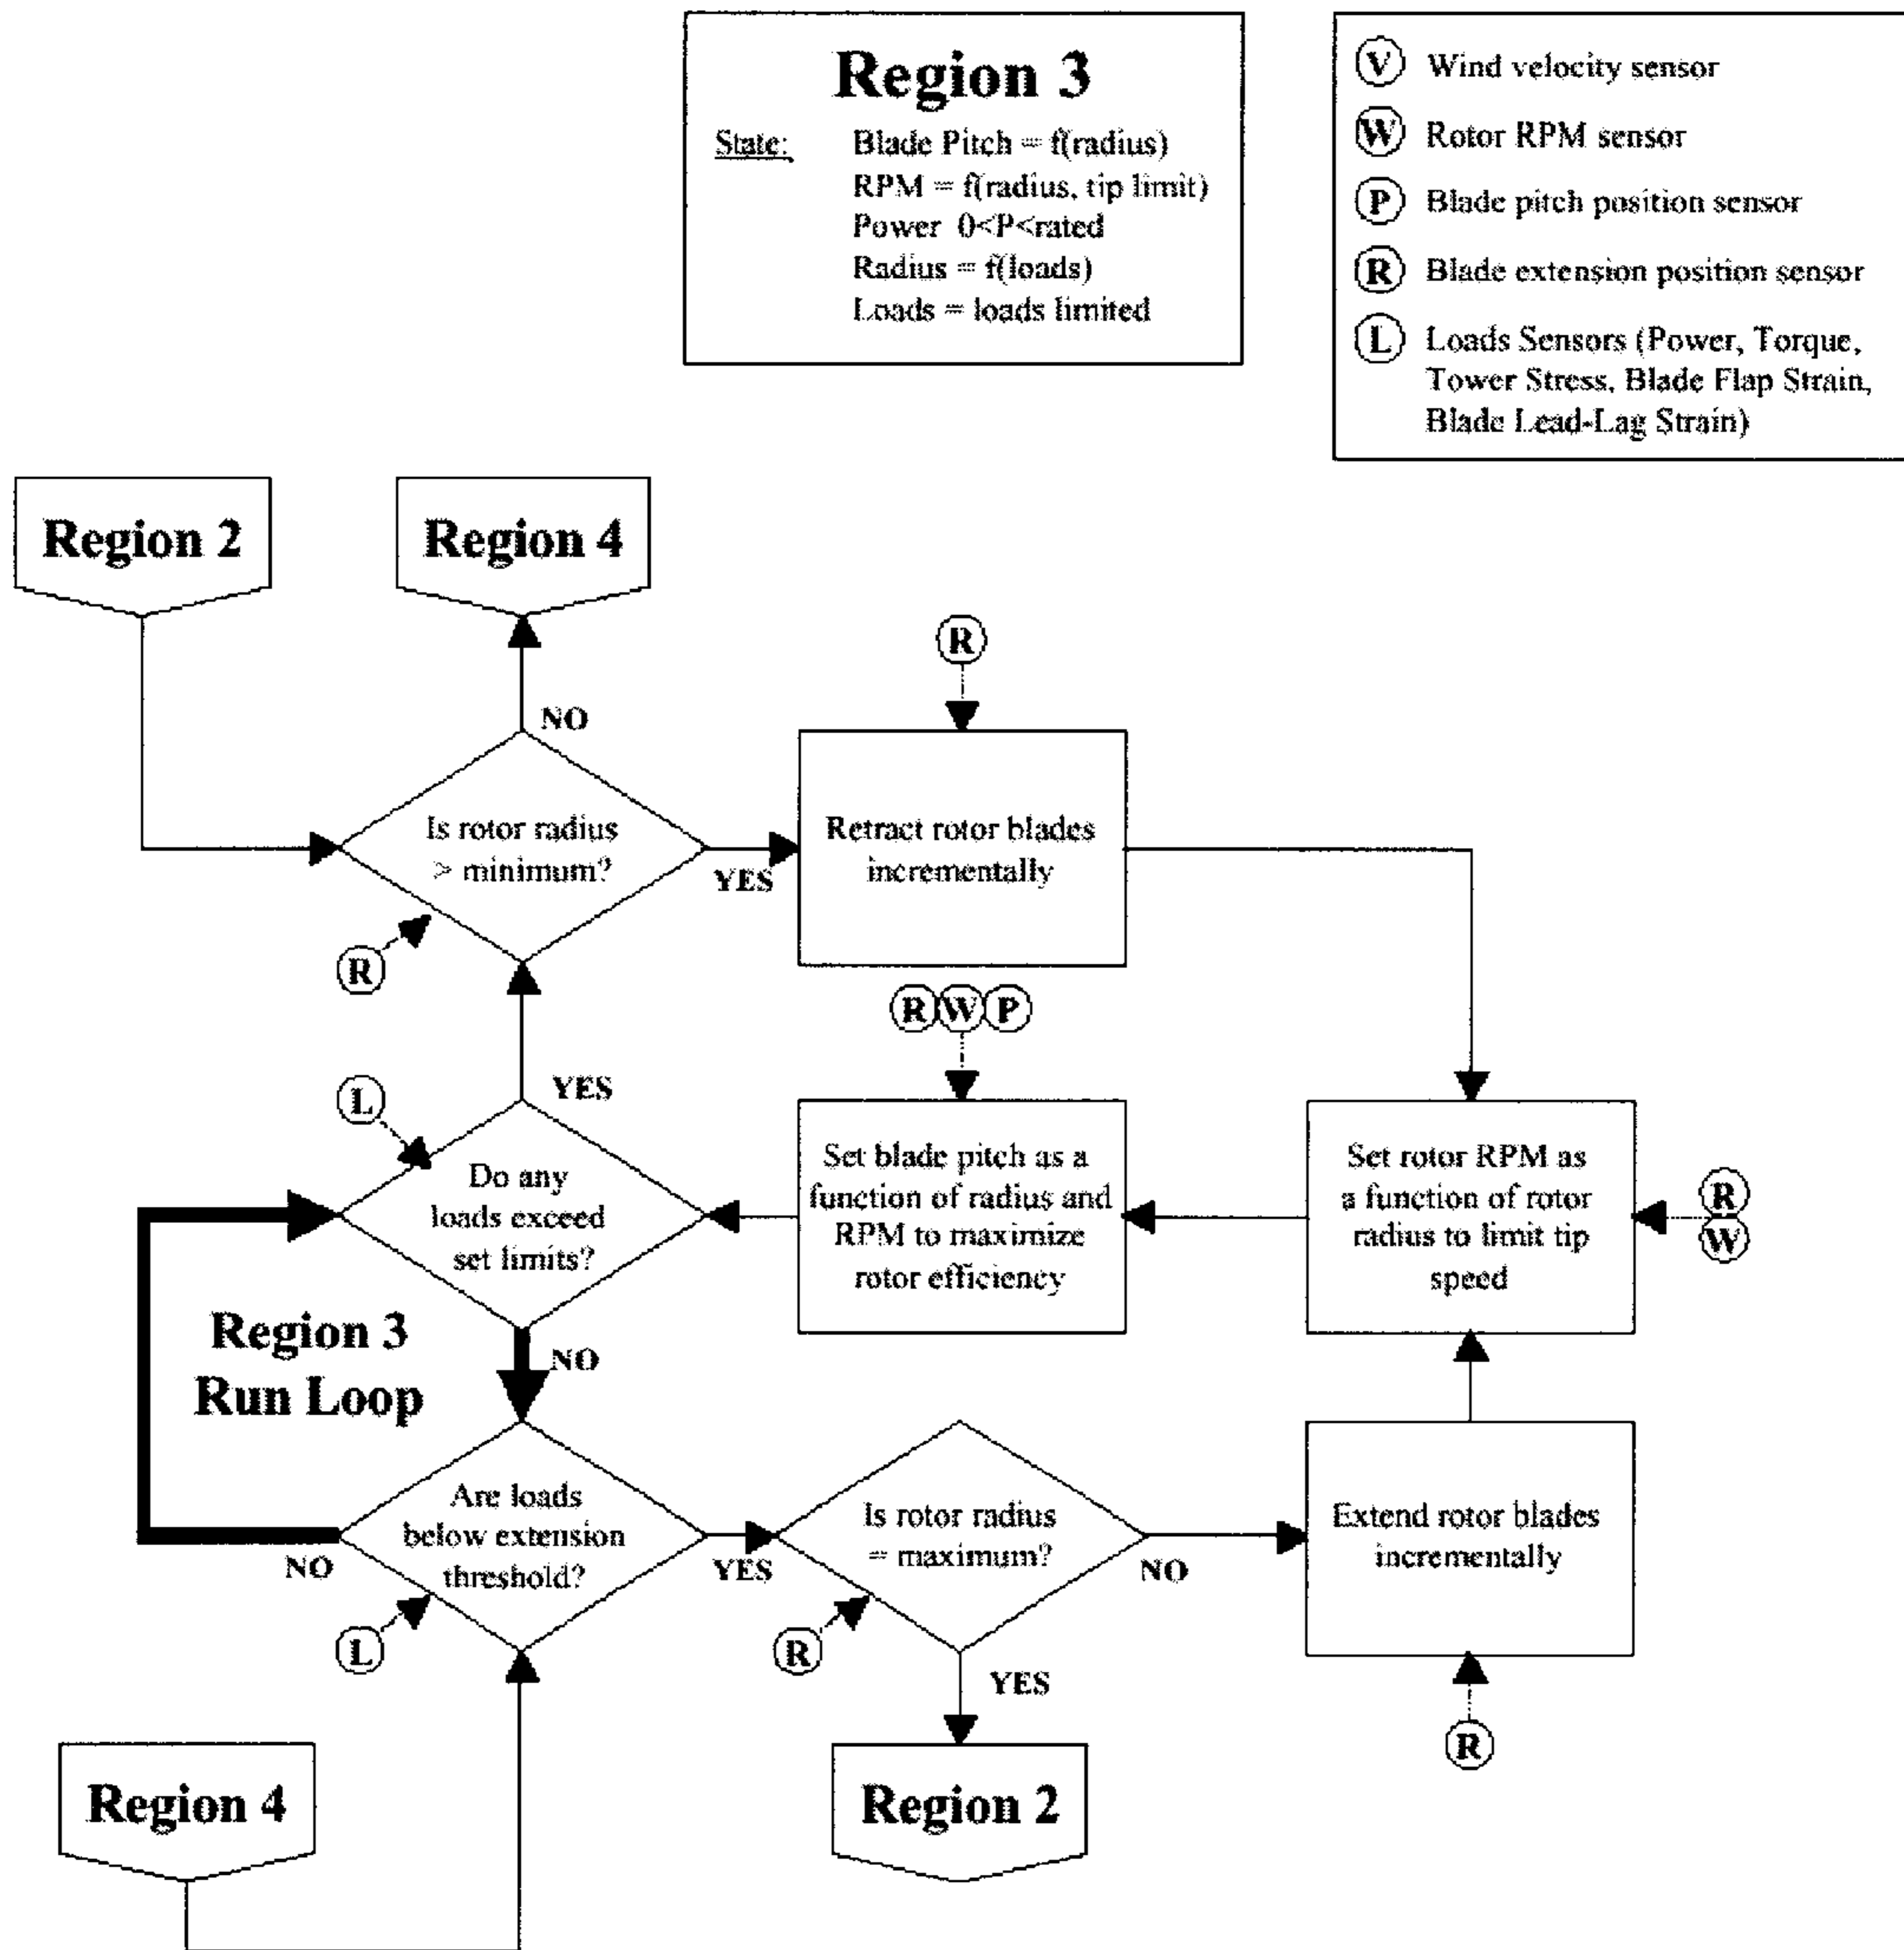 Region 3
State: Blade Pitch = f(radius)
RPM = f(radius, tip limit)
Power 0<P<rated
Radius = f(loads)
Loads = loads limited
V Wind velocity sensor
W Rotor RPM sensor
P Blade pitch position sensor
R Blade extension position sensor
L Loads Sensors (Power, Torque,
Tower Stress, Blade Flap Strain,
Blade Lead-Lag Strain)
Region 2
Region 4
R
NO
Is rotor radius
> minimum?
YES
Retract rotor blades
incrementally
R
R W P
YES
L
Do any
loads exceed
set limits?
Set blade pitch as a
function of radius and
RPM to maximize
rotor efficiency
Set rotor RPM as
a function of rotor
radius to limit tip
speed
R
W
Region 3
Run Loop
NO
Are loads
below extension
threshold?
NO
YES
L
Is rotor radius
= maximum?
NO
R
YES
Extend rotor blades
incrementally
R
Region 4
Region 2